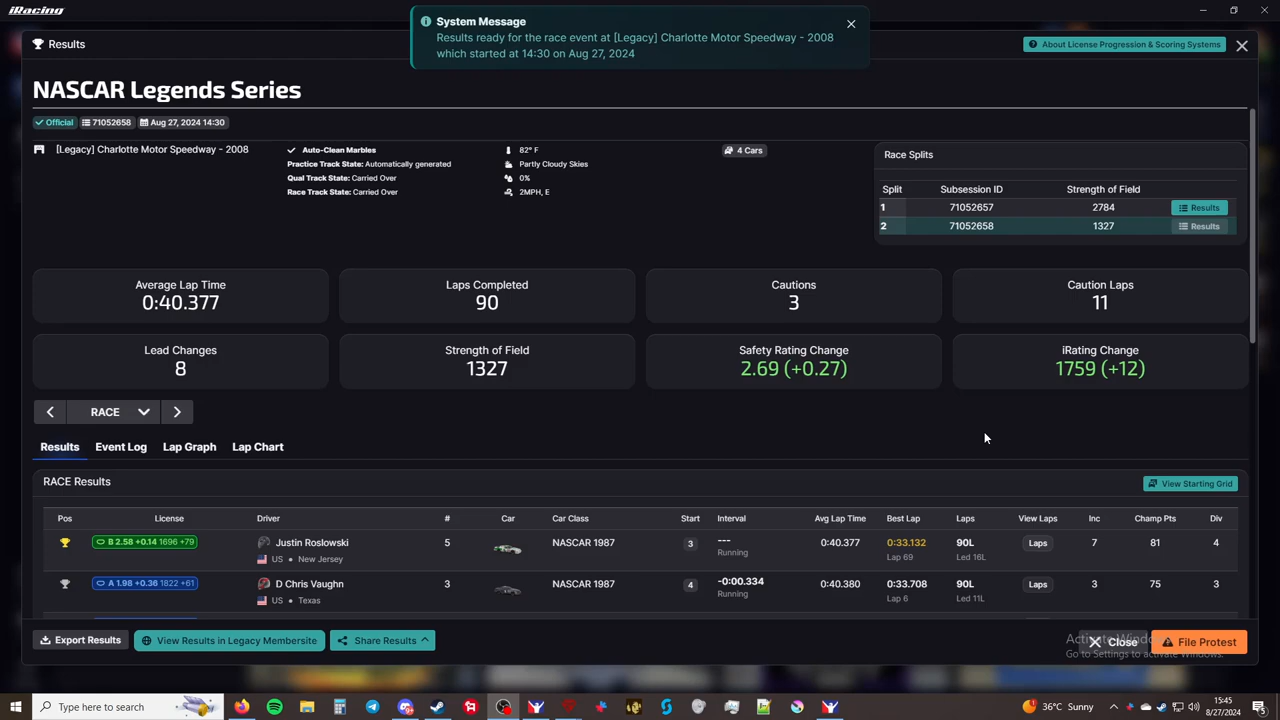 iRacing
System Message
Results ready for the race event at [Legacy] Charlotte Motor Speedway - 2008
which started at 14:30 on Aug 27, 2024
Results
About License Progression & Scoring Systems
NASCAR Legends Series
Official 71052658 Aug 27, 2024 14:30
[Legacy] Charlotte Motor Speedway - 2008
Auto-Clean Marbles
Practice Track State: Automatically generated
Qual Track State: Carried Over
Race Track State: Carried Over
82° F
Partly Cloudy Skies
0%
2MPH, E
4 Cars
Race Splits
Split Subsession ID Strength of Field
1 71052657 2784 Results
2 71052658 1327 Results
Average Lap Time
0:40.377
Laps Completed
90
Cautions
3
Caution Laps
11
Lead Changes
8
Strength of Field
1327
Safety Rating Change
2.69 (+0.27)
iRating Change
1759 (+12)
RACE
Results Event Log Lap Graph Lap Chart
RACE Results
View Starting Grid
Pos License Driver # Car Car Class Start Interval Avg Lap Time Best Lap Laps View Laps Inc Champ Pts Div
B 2.58 +0.14 1696 +79 Justin Roslowski 5 NASCAR 1987 3 --- 0:40.377 0:33.132 90L Laps 7 81 4
US • New Jersey Running Lap 69 Led 16L
A 1.98 +0.36 1822 +61 D Chris Vaughn 3 NASCAR 1987 4 -0:00.334 0:40.380 0:33.708 90L Laps 3 75 3
US • Texas Running Lap 6 Led 11L
Export Results View Results in Legacy Membersite Share Results
Close File Protest
Activate Windows
Go to Settings to activate Windows.
Type here to search
36°C Sunny
15:45
8/27/2024